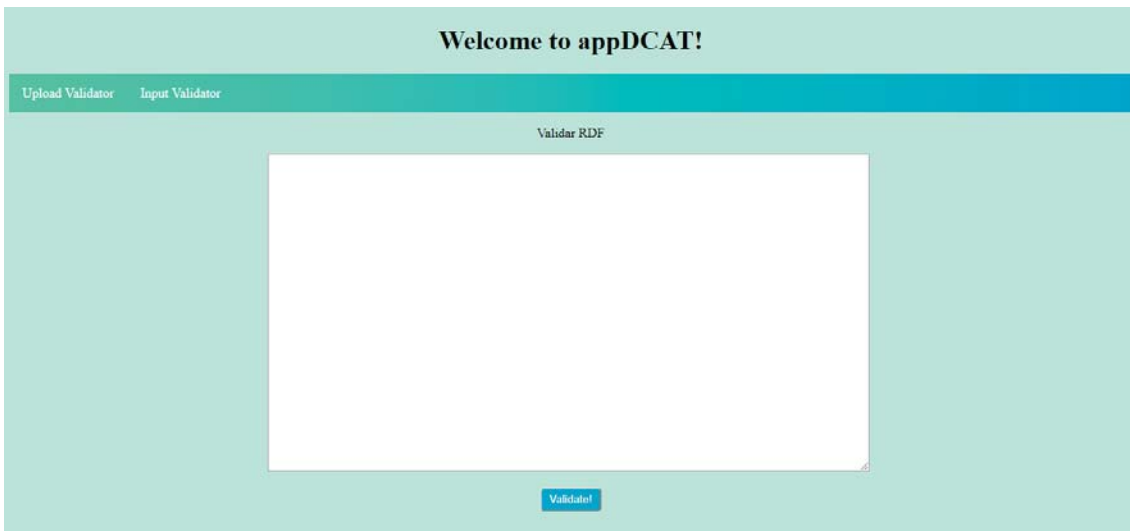 Welcome to appDCAT!
Upload Validator Input Validator
Validar RDF
Validate!